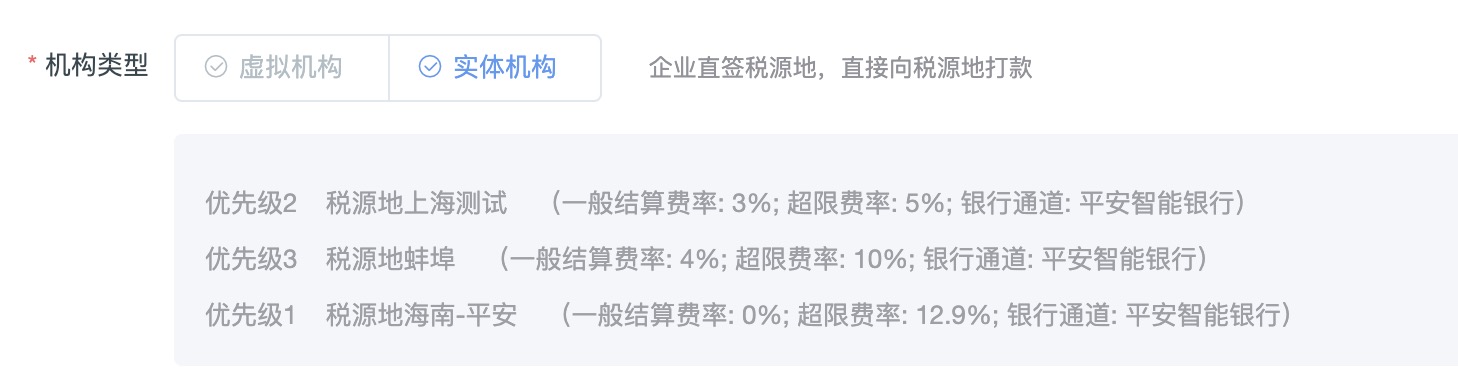 * 机构类型 虚拟机构 实体机构 企业直签税源地，直接向税源地打款
优先级2 税源地上海测试 （一般结算费率: 3%; 超限费率: 5%; 银行通道: 平安智能银行）
优先级3 税源地蚌埠 （一般结算费率: 4%; 超限费率: 10%; 银行通道: 平安智能银行）
优先级1 税源地海南-平安 （一般结算费率: 0%; 超限费率: 12.9%; 银行通道: 平安智能银行）